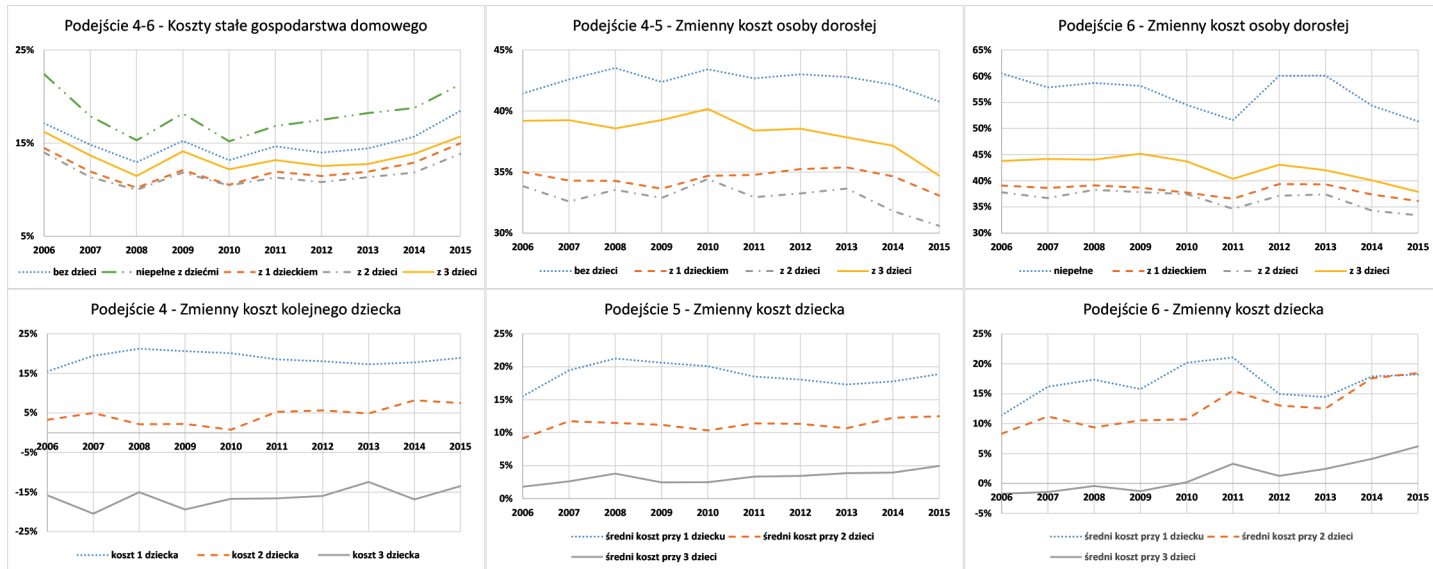 Podejście 4-6 - Koszty stałe gospodarstwa domowego
25%
15%
5%
2006 2007 2008 2009 2010 2011 2012 2013 2014 2015
bez dzieci niepełne z dziećmi z 1 dzieckiem z 2 dzieci z 3 dzieci
Podejście 4-5 - Zmienny koszt osoby dorosłej
45%
40%
35%
30%
2006 2007 2008 2009 2010 2011 2012 2013 2014 2015
bez dzieci z 1 dzieckiem z 2 dzieci z 3 dzieci
Podejście 6 - Zmienny koszt osoby dorosłej
65%
60%
55%
50%
45%
40%
35%
30%
2006 2007 2008 2009 2010 2011 2012 2013 2014 2015
niepełne z 1 dzieckiem z 2 dzieci z 3 dzieci
Podejście 4 - Zmienny koszt kolejnego dziecka
25%
15%
5%
-5%
-15%
-25%
2006 2007 2008 2009 2010 2011 2012 2013 2014 2015
koszt 1 dziecka koszt 2 dziecka koszt 3 dziecka
Podejście 5 - Zmienny koszt dziecka
25%
20%
15%
10%
5%
0%
2006 2007 2008 2009 2010 2011 2012 2013 2014 2015
średni koszt przy 1 dziecku średni koszt przy 2 dzieci
średni koszt przy 3 dzieci
Podejście 6 - Zmienny koszt dziecka
25%
20%
15%
10%
5%
0%
-5%
2006 2007 2008 2009 2010 2011 2012 2013 2014 2015
średni koszt przy 1 dziecku średni koszt przy 2 dzieci
średni koszt przy 3 dzieci